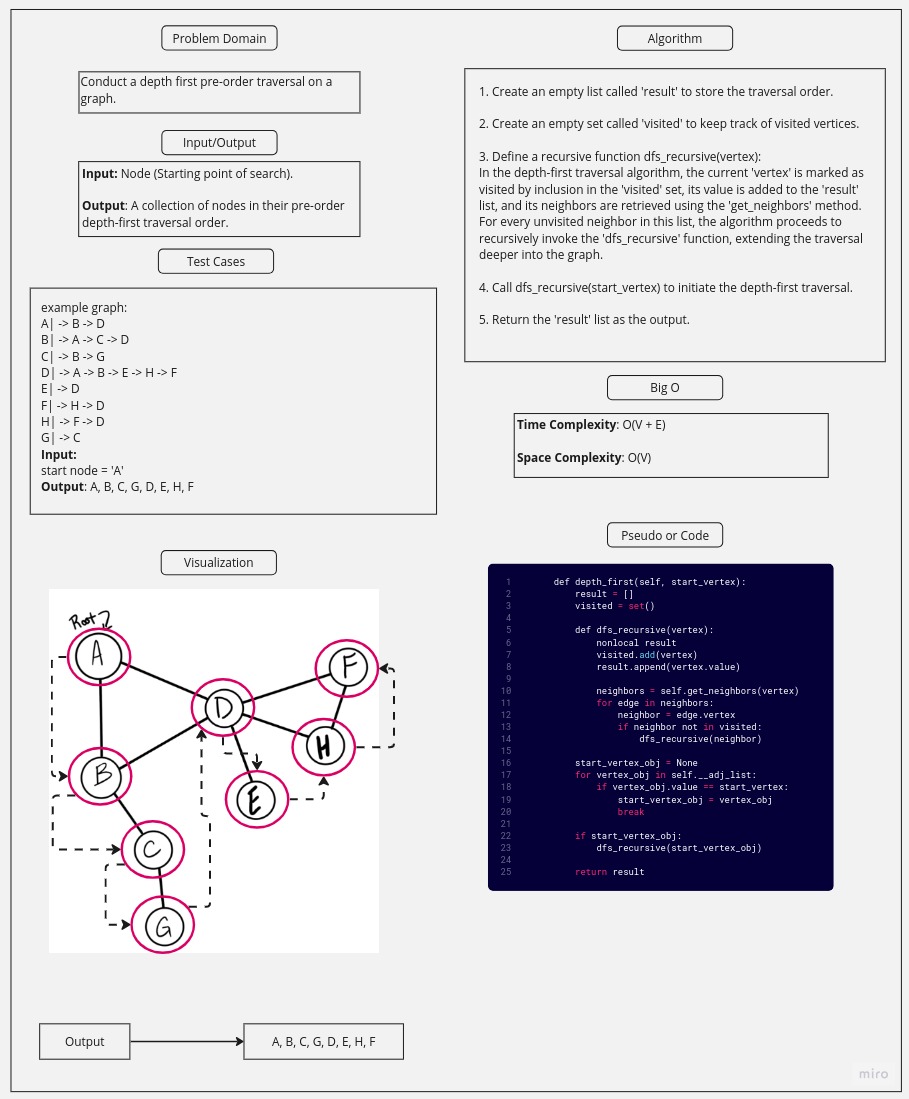 Problem Domain
Conduct a depth first pre-order traversal on a
graph.
Input/Output
Input: Node (Starting point of search).
Output: A collection of nodes in their pre-order
depth-first traversal order.
Test Cases
example graph:
A| -> B -> D
B| -> A -> C -> D
C| -> B -> G
D| -> A -> B -> E -> H -> F
E| -> D
F| -> H -> D
H| -> F -> D
G| -> C
Input:
start node = 'A'
Output: A, B, C, G, D, E, H, F
Visualization
Root
A
F
D
H
B
E
C
G
Output
A, B, C, G, D, E, H, F
Algorithm
1. Create an empty list called 'result' to store the traversal order.
2. Create an empty set called 'visited' to keep track of visited vertices.
3. Define a recursive function dfs_recursive(vertex):
In the depth-first traversal algorithm, the current 'vertex' is marked as
visited by inclusion in the 'visited' set, its value is added to the 'result'
list, and its neighbors are retrieved using the 'get_neighbors' method.
For every unvisited neighbor in this list, the algorithm proceeds to
recursively invoke the 'dfs_recursive' function, extending the traversal
deeper into the graph.
4. Call dfs_recursive(start_vertex) to initiate the depth-first traversal.
5. Return the 'result' list as the output.
Big O
Time Complexity: O(V + E)
Space Complexity: O(V)
Pseudo or Code
1 def depth_first(self, start_vertex):
2 result = []
3 visited = set()
4
5 def dfs_recursive(vertex):
6 nonlocal result
7 visited.add(vertex)
8 result.append(vertex.value)
9
10 neighbors = self.get_neighbors(vertex)
11 for edge in neighbors:
12 neighbor = edge.vertex
13 if neighbor not in visited:
14 dfs_recursive(neighbor)
15
16 start_vertex_obj = None
17 for vertex_obj in self.__adj_list:
18 if vertex_obj.value == start_vertex:
19 start_vertex_obj = vertex_obj
20 break
21
22 if start_vertex_obj:
23 dfs_recursive(start_vertex_obj)
24
25 return result
miro